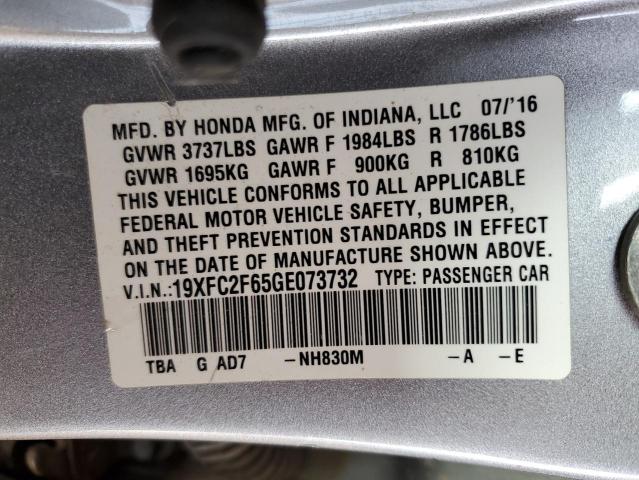 MFD. BY HONDA MFG. OF INDIANA, LLC 07/'16
GVWR 3737LBS GAWR F 1984LBS R 1786LBS
GVWR 1695KG GAWR F 900KG R 810KG
THIS VEHICLE CONFORMS TO ALL APPLICABLE
FEDERAL MOTOR VEHICLE SAFETY, BUMPER,
AND THEFT PREVENTION STANDARDS IN EFFECT
ON THE DATE OF MANUFACTURE SHOWN ABOVE.
V.I.N.:19XFC2F65GE073732 TYPE: PASSENGER CAR
TBA G AD7 -NH830M -A -E